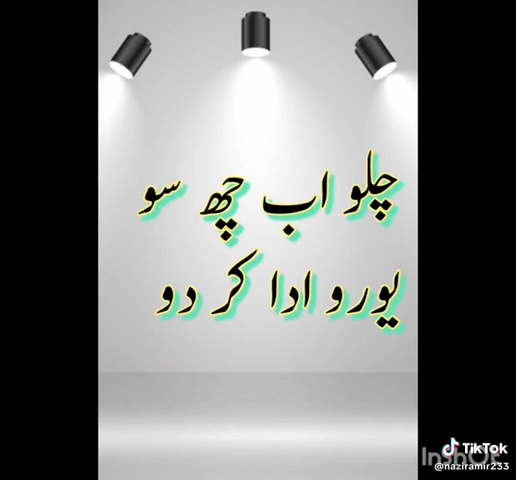 چلو اب چھ سو
یورو ادا کر دو
TikTok
InShOt
@naziramir233